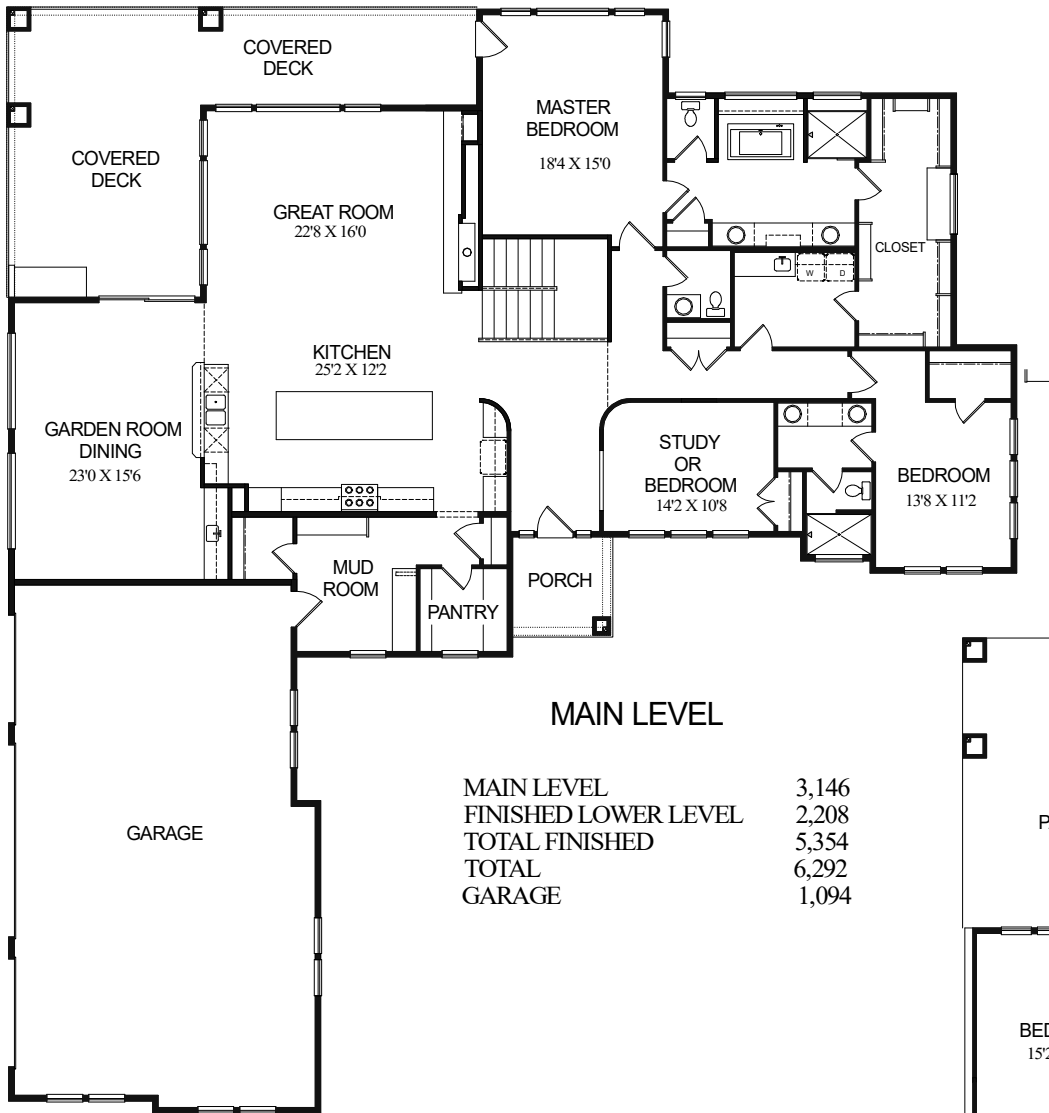 COVERED
DECK
MASTER
BEDROOM
18'4 X 15'0
COVERED
DECK
GREAT ROOM
22'8 X 16'0
CLOSET
W D
KITCHEN
25'2 X 12'2
GARDEN ROOM
DINING
23'0 X 15'6
STUDY
OR
BEDROOM
14'2 X 10'8
BEDROOM
13'8 X 11'2
MUD
ROOM
PANTRY
PORCH
MAIN LEVEL
MAIN LEVEL 3,146
FINISHED LOWER LEVEL 2,208
TOTAL FINISHED 5,354
TOTAL 6,292
GARAGE 1,094
GARAGE